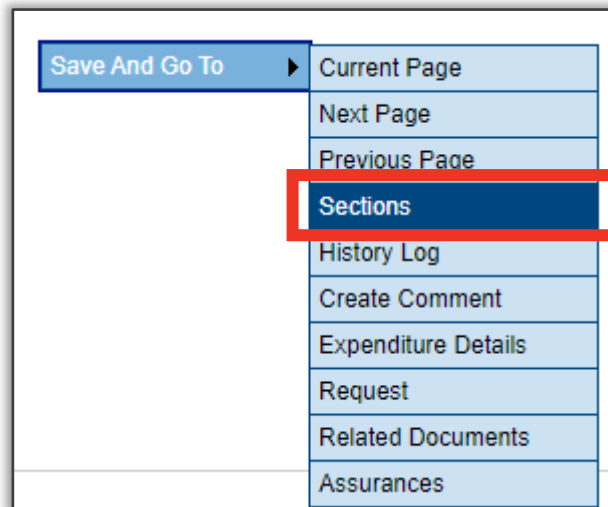 Save And Go To
Current Page
Next Page
Previous Page
Sections
History Log
Create Comment
Expenditure Details
Request
Related Documents
Assurances